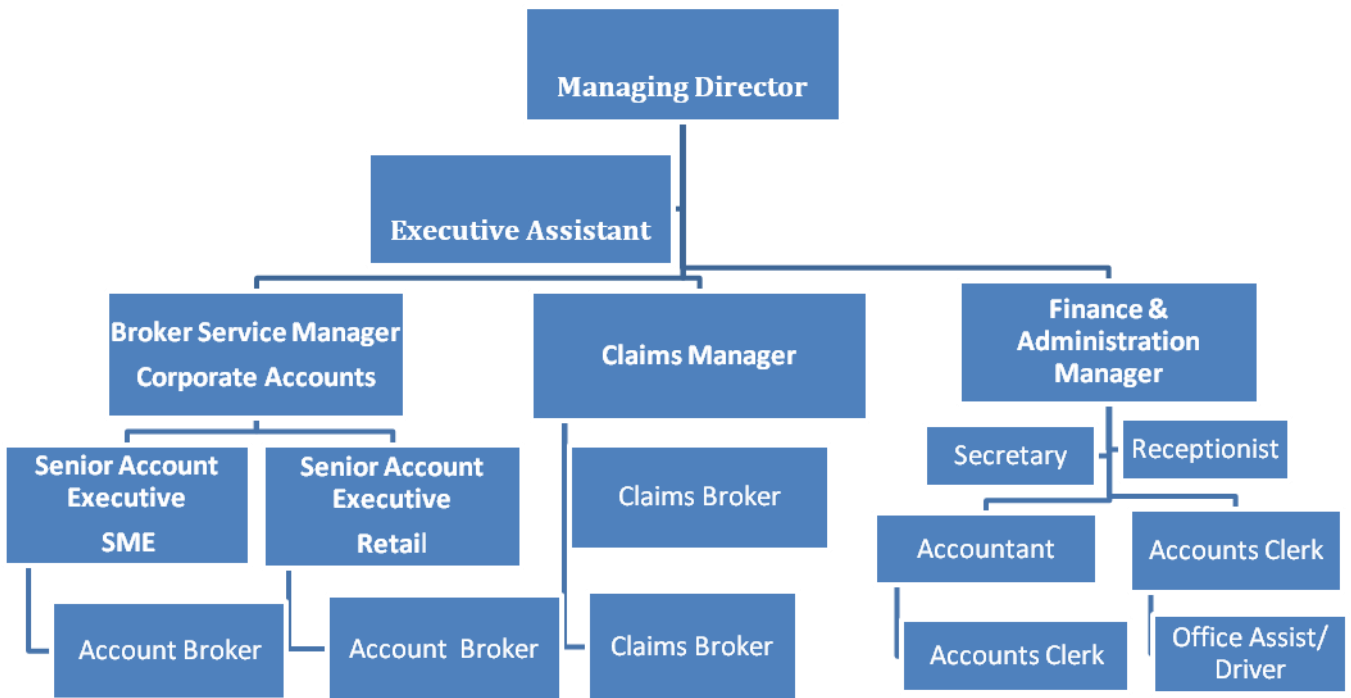 Managing Director
Executive Assistant
Broker Service Manager
Corporate Accounts
Claims Manager
Finance &
Administration
Manager
Senior Account
Executive
SME
Senior Account
Executive
Retail
Claims Broker
Secretary
Receptionist
Accountant
Accounts Clerk
Account Broker
Account Broker
Claims Broker
Accounts Clerk
Office Assist/
Driver